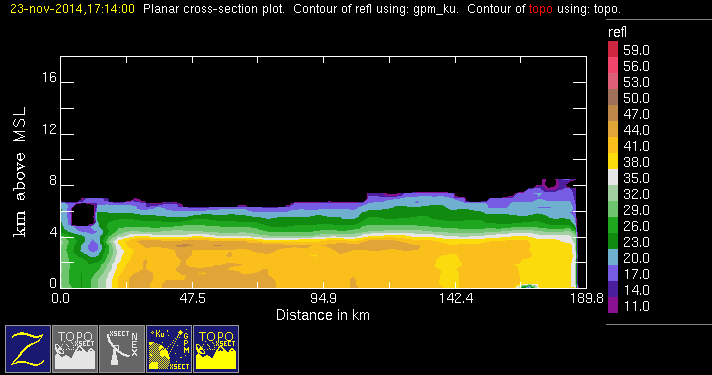 23-nov-2014,17:14:00 Planar cross-section plot. Contour of refl using: gpm_ku. Contour of topo using: topo.
refl
59.0
56.0
53.0
50.0
47.0
44.0
41.0
38.0
35.0
32.0
29.0
26.0
23.0
20.0
17.0
14.0
11.0
km above MSL
16
12
8
4
0
0.0 47.5 94.9 142.4 189.8
Distance in km
Z
TOPO
XSECT
XSECT
XM2
Ku
GPM
XSECT
TOPO
XSECT